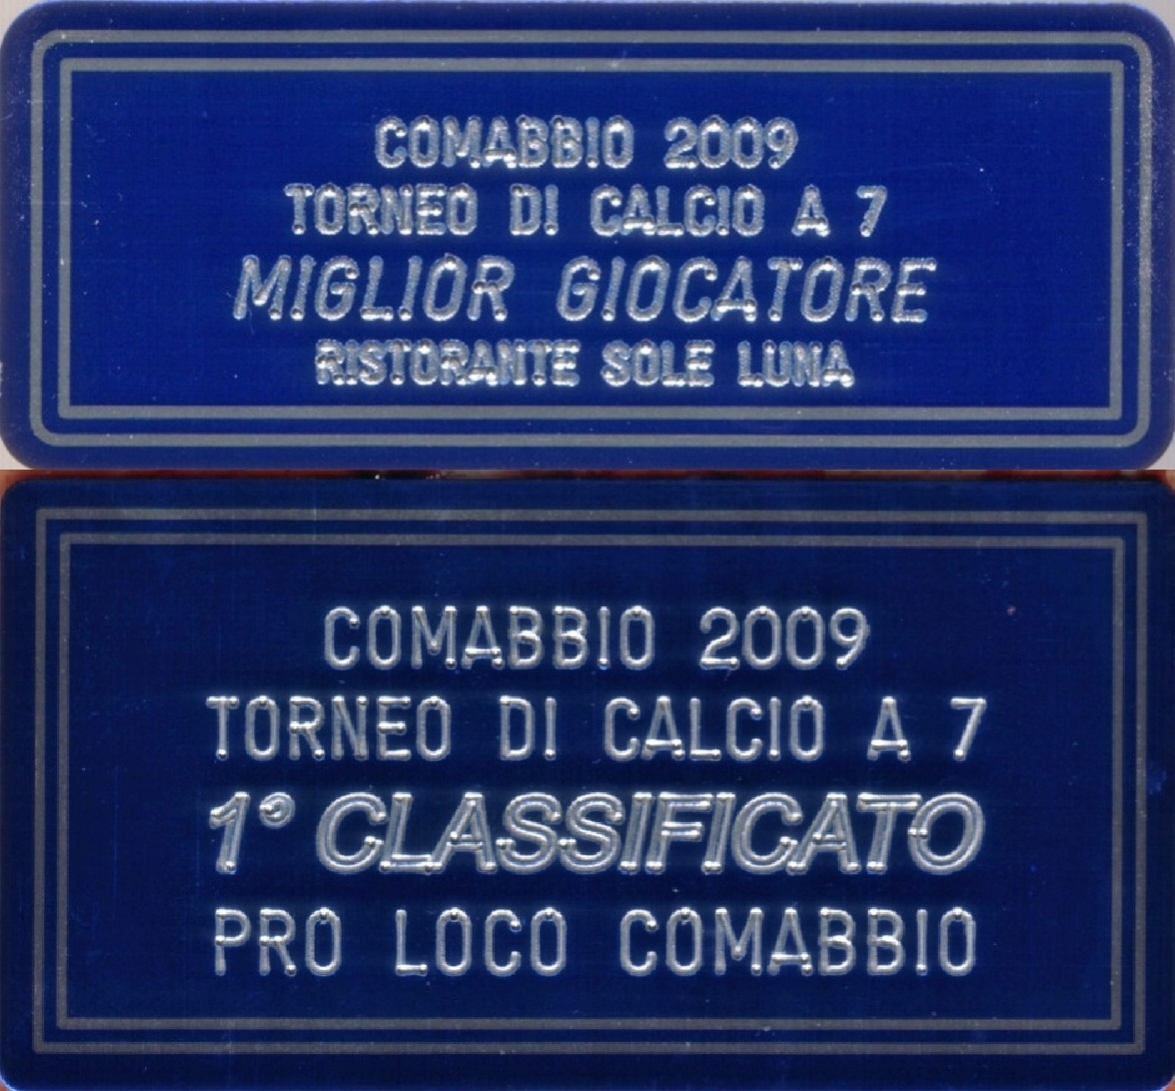 COMABBIO 2009
TORNEO DI CALCIO A 7
MIGLIOR GIOCATORE
RISTORANTE SOLE LUNA
COMABBIO 2009
TORNEO DI CALCIO A 7
1° CLASSIFICATO
PRO LOCO COMABBIO